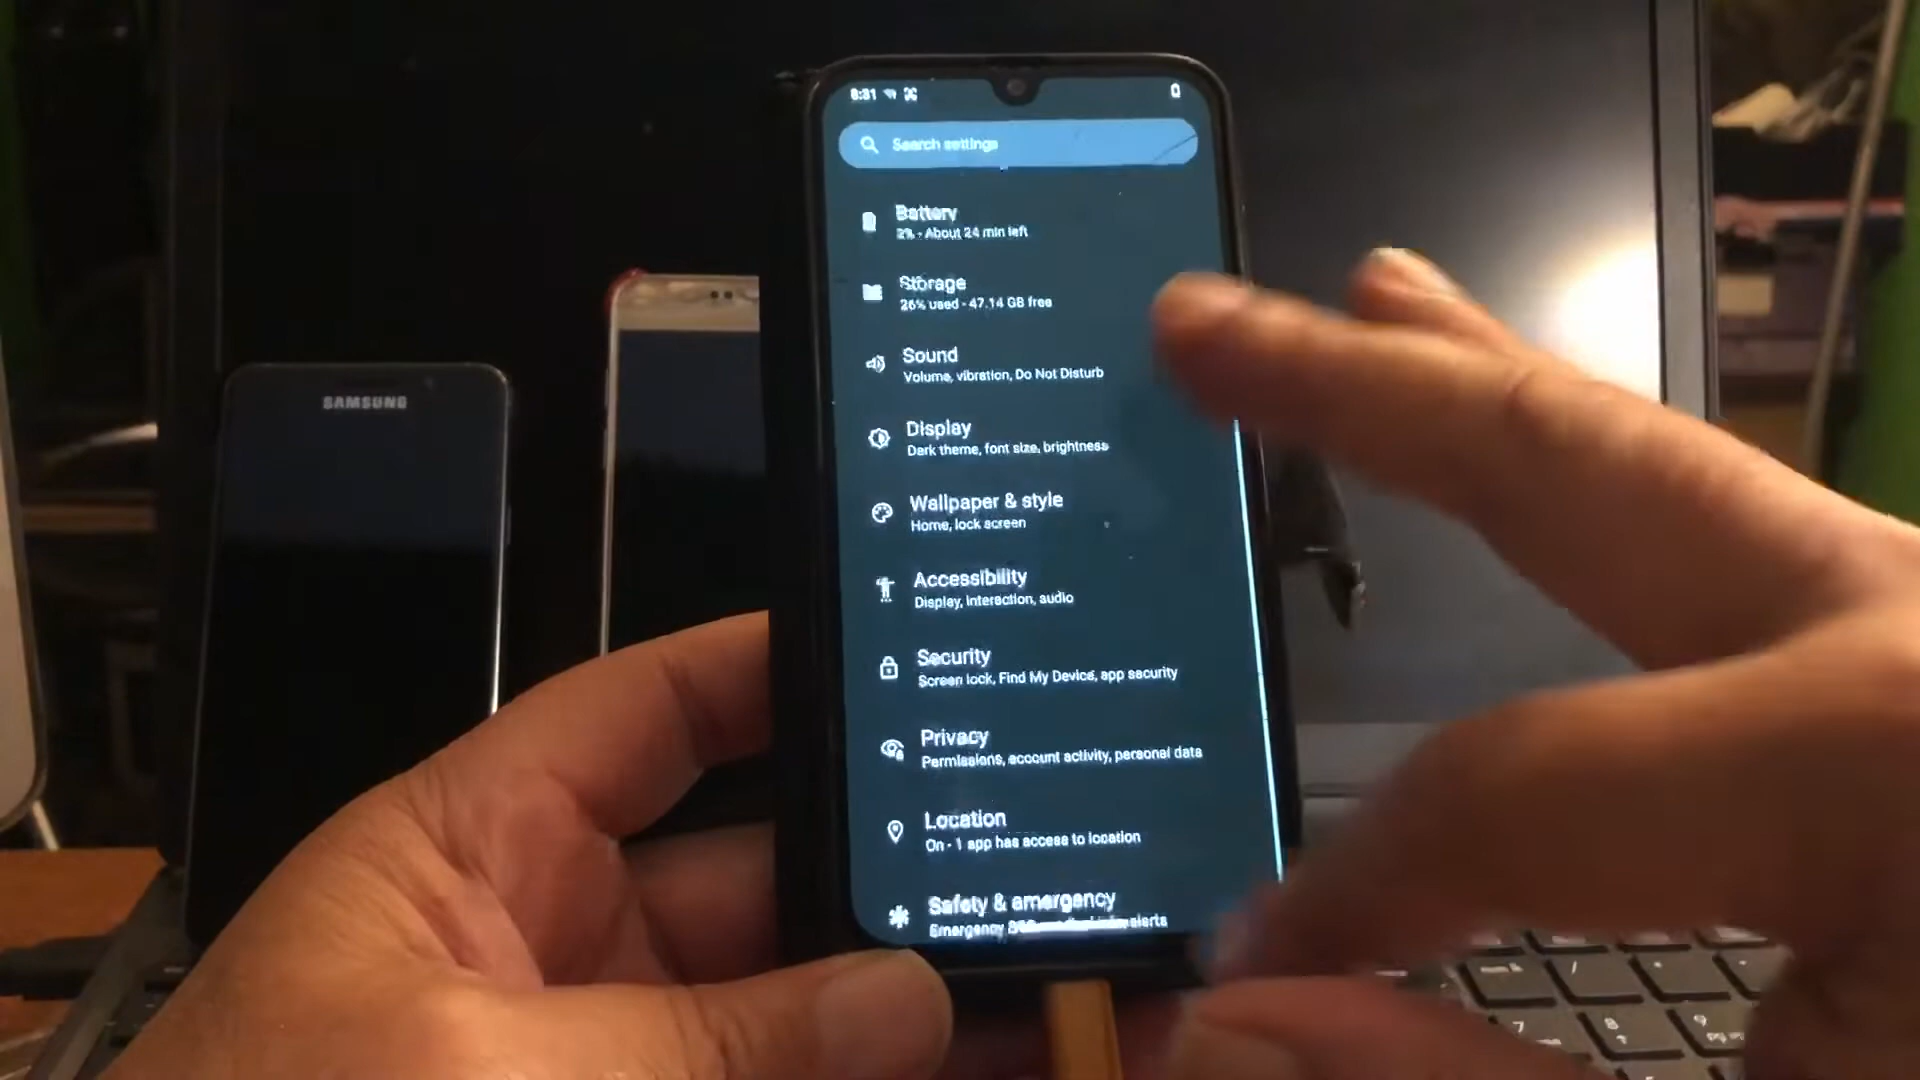 8:31
Search settings
Battery
2% - About 24 min left
Storage
26% used - 47.14 GB free
Sound
Volume, vibration, Do Not Disturb
Display
Dark theme, font size, brightness
Wallpaper & style
Home, lock screen
Accessibility
Display, interaction, audio
Security
Screen lock, Find My Device, app security
Privacy
Permissions, account activity, personal data
Location
On - 1 app has access to location
Safety & emergency
Emergency alerts
SAMSUNG
/
*
7
8
9